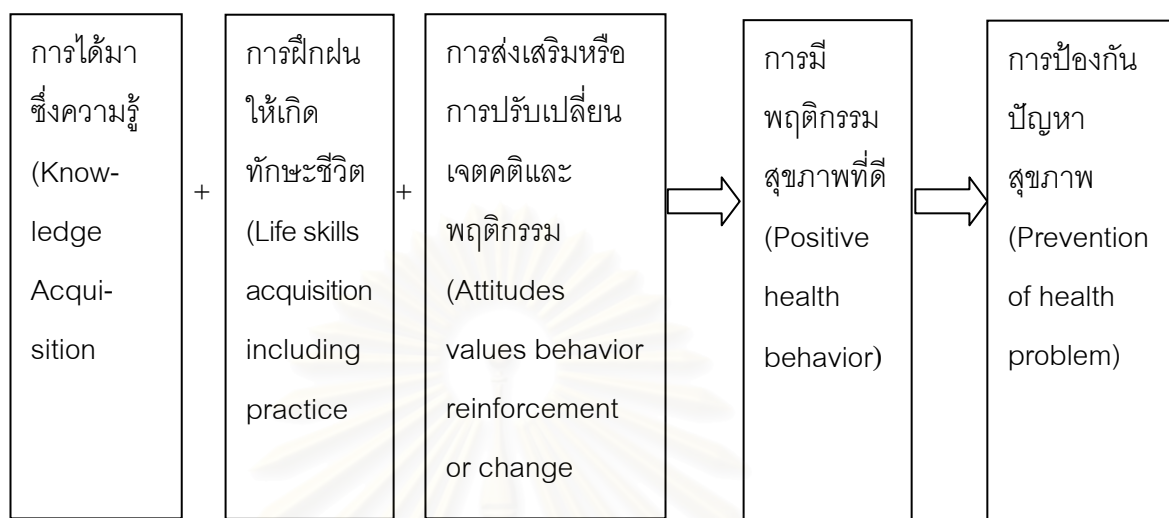 การได้มา
ซึ่งความรู้
(Know-
ledge
Acqui-
sition
+
การฝึกฝน
ให้เกิด
ทักษะชีวิต
(Life skills
acquisition
including
practice
+
การส่งเสริมหรือ
การปรับเปลี่ยน
เจตคติและ
พฤติกรรม
(Attitudes
values behavior
reinforcement
or change
การมี
พฤติกรรม
สุขภาพที่ดี
(Positive
health
behavior)
การป้องกัน
ปัญหา
สุขภาพ
(Prevention
of health
problem)